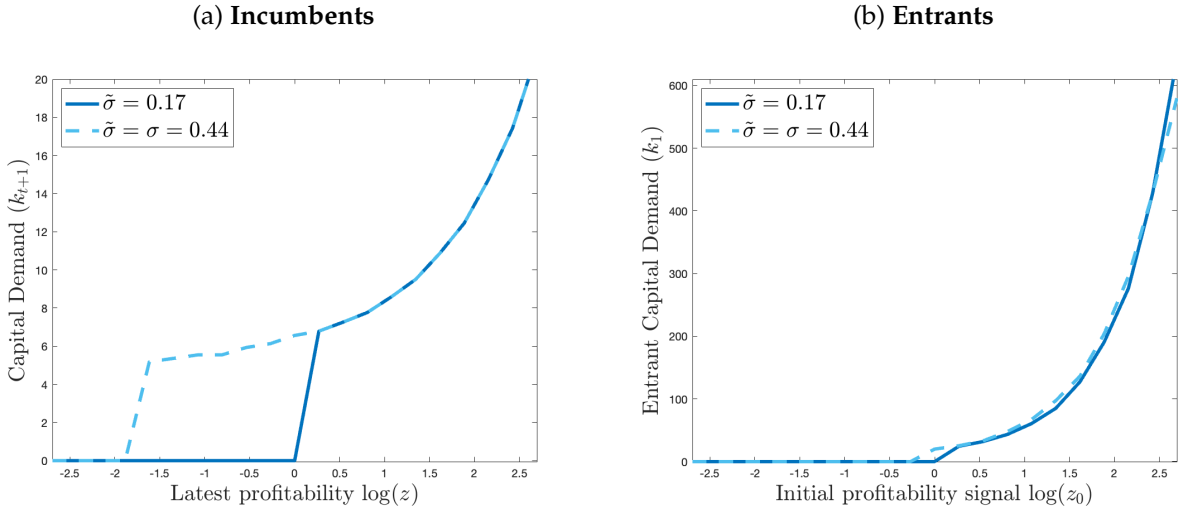 (a) Incumbents
Capital Demand (k_{t+1})
20
18
16
14
12
10
8
6
4
2
0
σ̃ = 0.17
σ̃ = σ = 0.44
-2.5 -2 -1.5 -1 -0.5 0 0.5 1 1.5 2 2.5
Latest profitability log(z)
(b) Entrants
Entrant Capital Demand (k_1)
600
500
400
300
200
100
0
σ̃ = 0.17
σ̃ = σ = 0.44
-2.5 -2 -1.5 -1 -0.5 0 0.5 1 1.5 2 2.5
Initial profitability signal log(z_0)